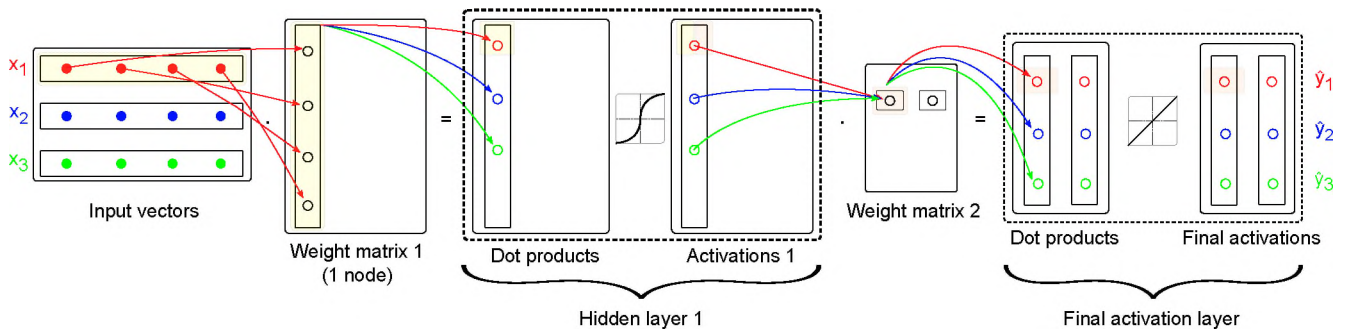 x1
x2
x3
Input vectors
.
Weight matrix 1
(1 node)
=
Dot products
Activations 1
Hidden layer 1
.
Weight matrix 2
=
Dot products
Final activations
Final activation layer
ŷ1
ŷ2
ŷ3